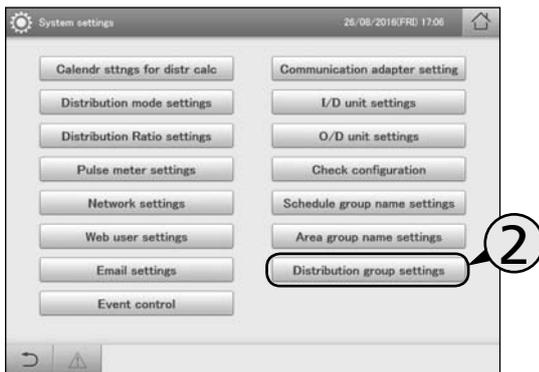 System settings
26/08/2016(FRI) 17:06
Calendr sttngs for distr calc
Communication adapter setting
Distribution mode settings
I/D unit settings
Distribution Ratio settings
O/D unit settings
Pulse meter settings
Check configuration
Network settings
Schedule group name settings
Web user settings
Area group name settings
Email settings
Distribution group settings
Event control
2